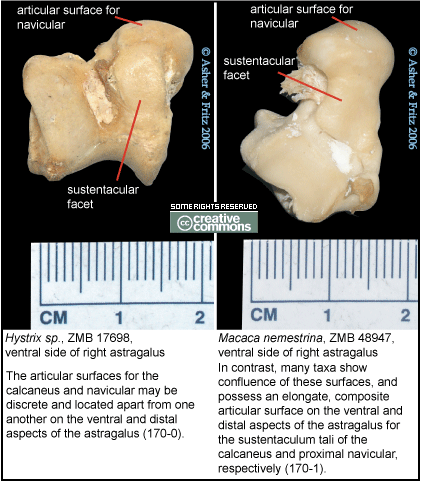 articular surface for
navicular
© Asher & Fritz 2006
sustentacular
facet
articular surface for
navicular
sustentacular
facet
© Asher & Fritz 2006
SOME RIGHTS RESERVED
cc creative
commons
CM 1 2
CM 1 2
Hystrix sp., ZMB 17698,
ventral side of right astragalus
The articular surfaces for the
calcaneus and navicular may be
discrete and located apart from one
another on the ventral and distal
aspects of the astragalus (170-0).
Macaca nemestrina, ZMB 48947,
ventral side of right astragalus
In contrast, many taxa show
confluence of these surfaces, and
possess an elongate, composite
articular surface on the ventral and
distal aspects of the astragalus for
the sustentaculum tali of the
calcaneus and proximal navicular,
respectively (170-1).